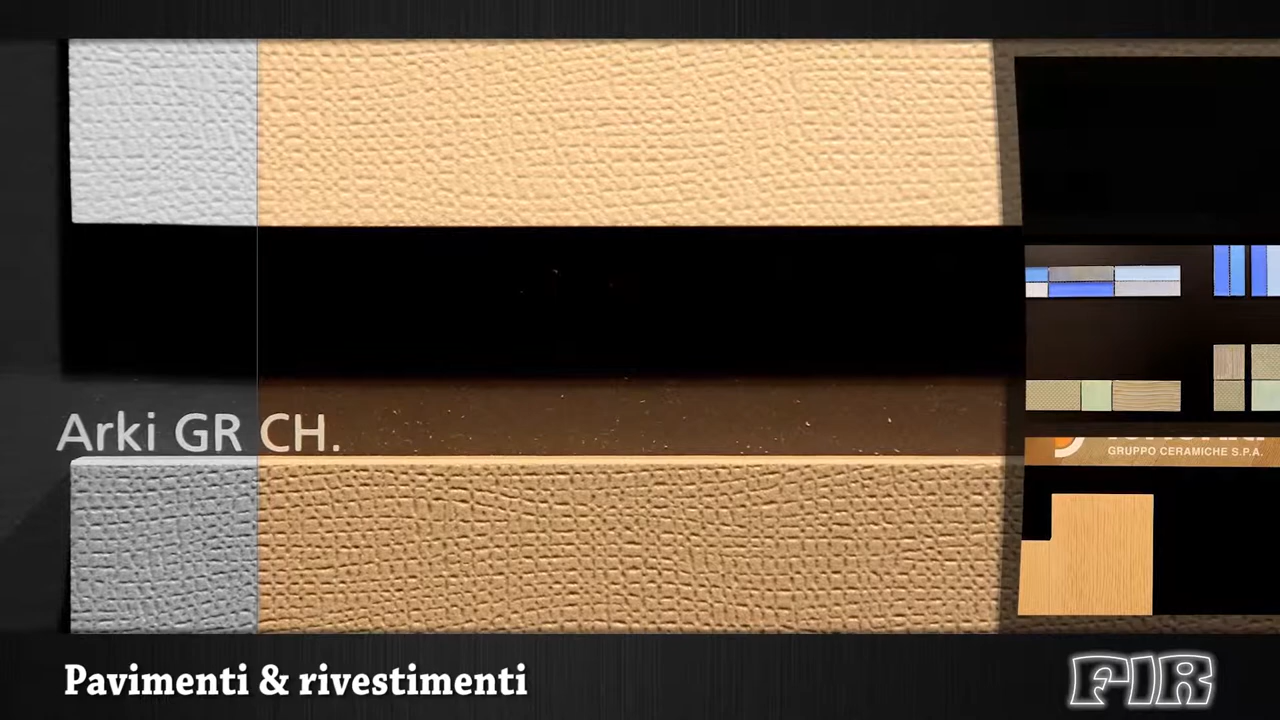 Arki GR CH.
GRUPPO CERAMICHE S.P.A.
Pavimenti & rivestimenti
FIR